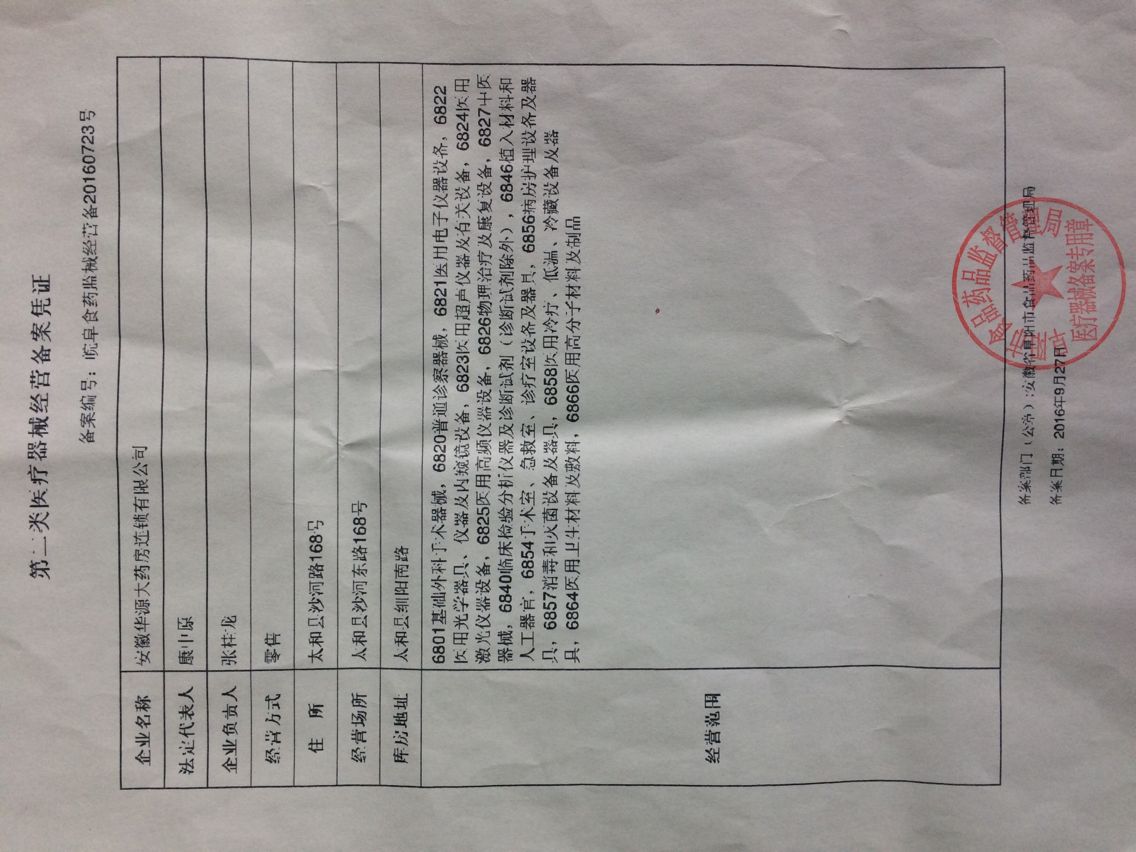 第二类医疗器械经营备案凭证
备案编号：皖阜食药监械经营备20160723号
企业名称 安徽华源大药房连锁有限公司
法定代表人 康中原
企业负责人 张桂龙
经营方式 零售
住 所 太和县沙河路168号
经营场所 太和县沙河东路168号
库房地址 太和县细阳南路
6801基础外科手术器械，6820普通诊察器械，6821医用电子仪器设备，6822
医用光学器具、仪器及内窥镜设备，6823医用超声仪器及有关设备，6824医用
激光仪器设备，6825医用高频仪器设备，6826物理治疗及康复设备，6827中医
器械，6840临床检验分析仪器及诊断试剂（诊断试剂除外），6846植入材料和
人工器官，6854手术室、急救室、诊疗室设备及器具，6856病房护理设备及器
具，6857消毒和灭菌设备及器具，6858医用冷疗、低温、冷藏设备及器
具，6864医用卫生材料及敷料，6866医用高分子材料及制品
经营范围
备案部门（公章）:安徽省阜阳市食品药品监督管理局
备案日期：2016年9月27日
阜阳市食品药品监督管理局
医疗器械备案专用章